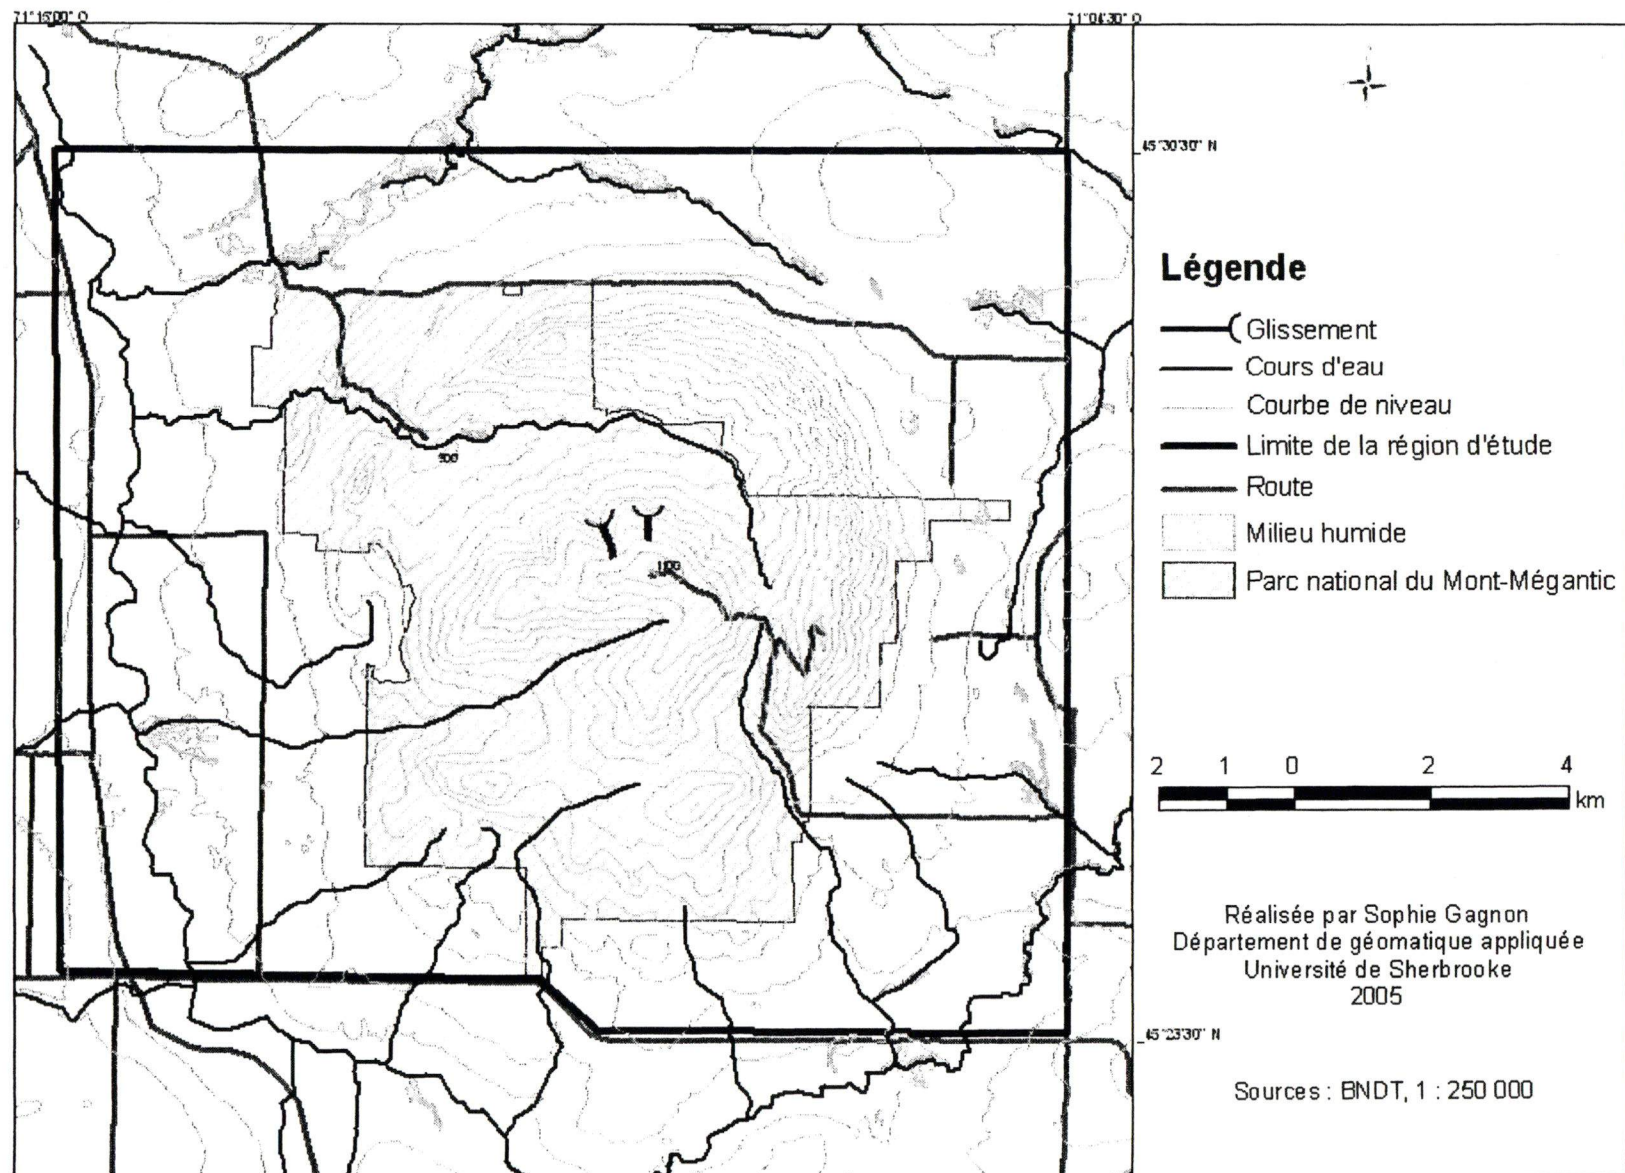 71°15'00" O
71°04'30" O
45°30'30" N
Légende
Glissement
Cours d'eau
Courbe de niveau
Limite de la région d'étude
Route
Milieu humide
Parc national du Mont-Mégantic
900
1100
2 1 0 2 4
km
Réalisée par Sophie Gagnon
Département de géomatique appliquée
Université de Sherbrooke
2005
45°23'30" N
Sources : BNDT, 1 : 250 000